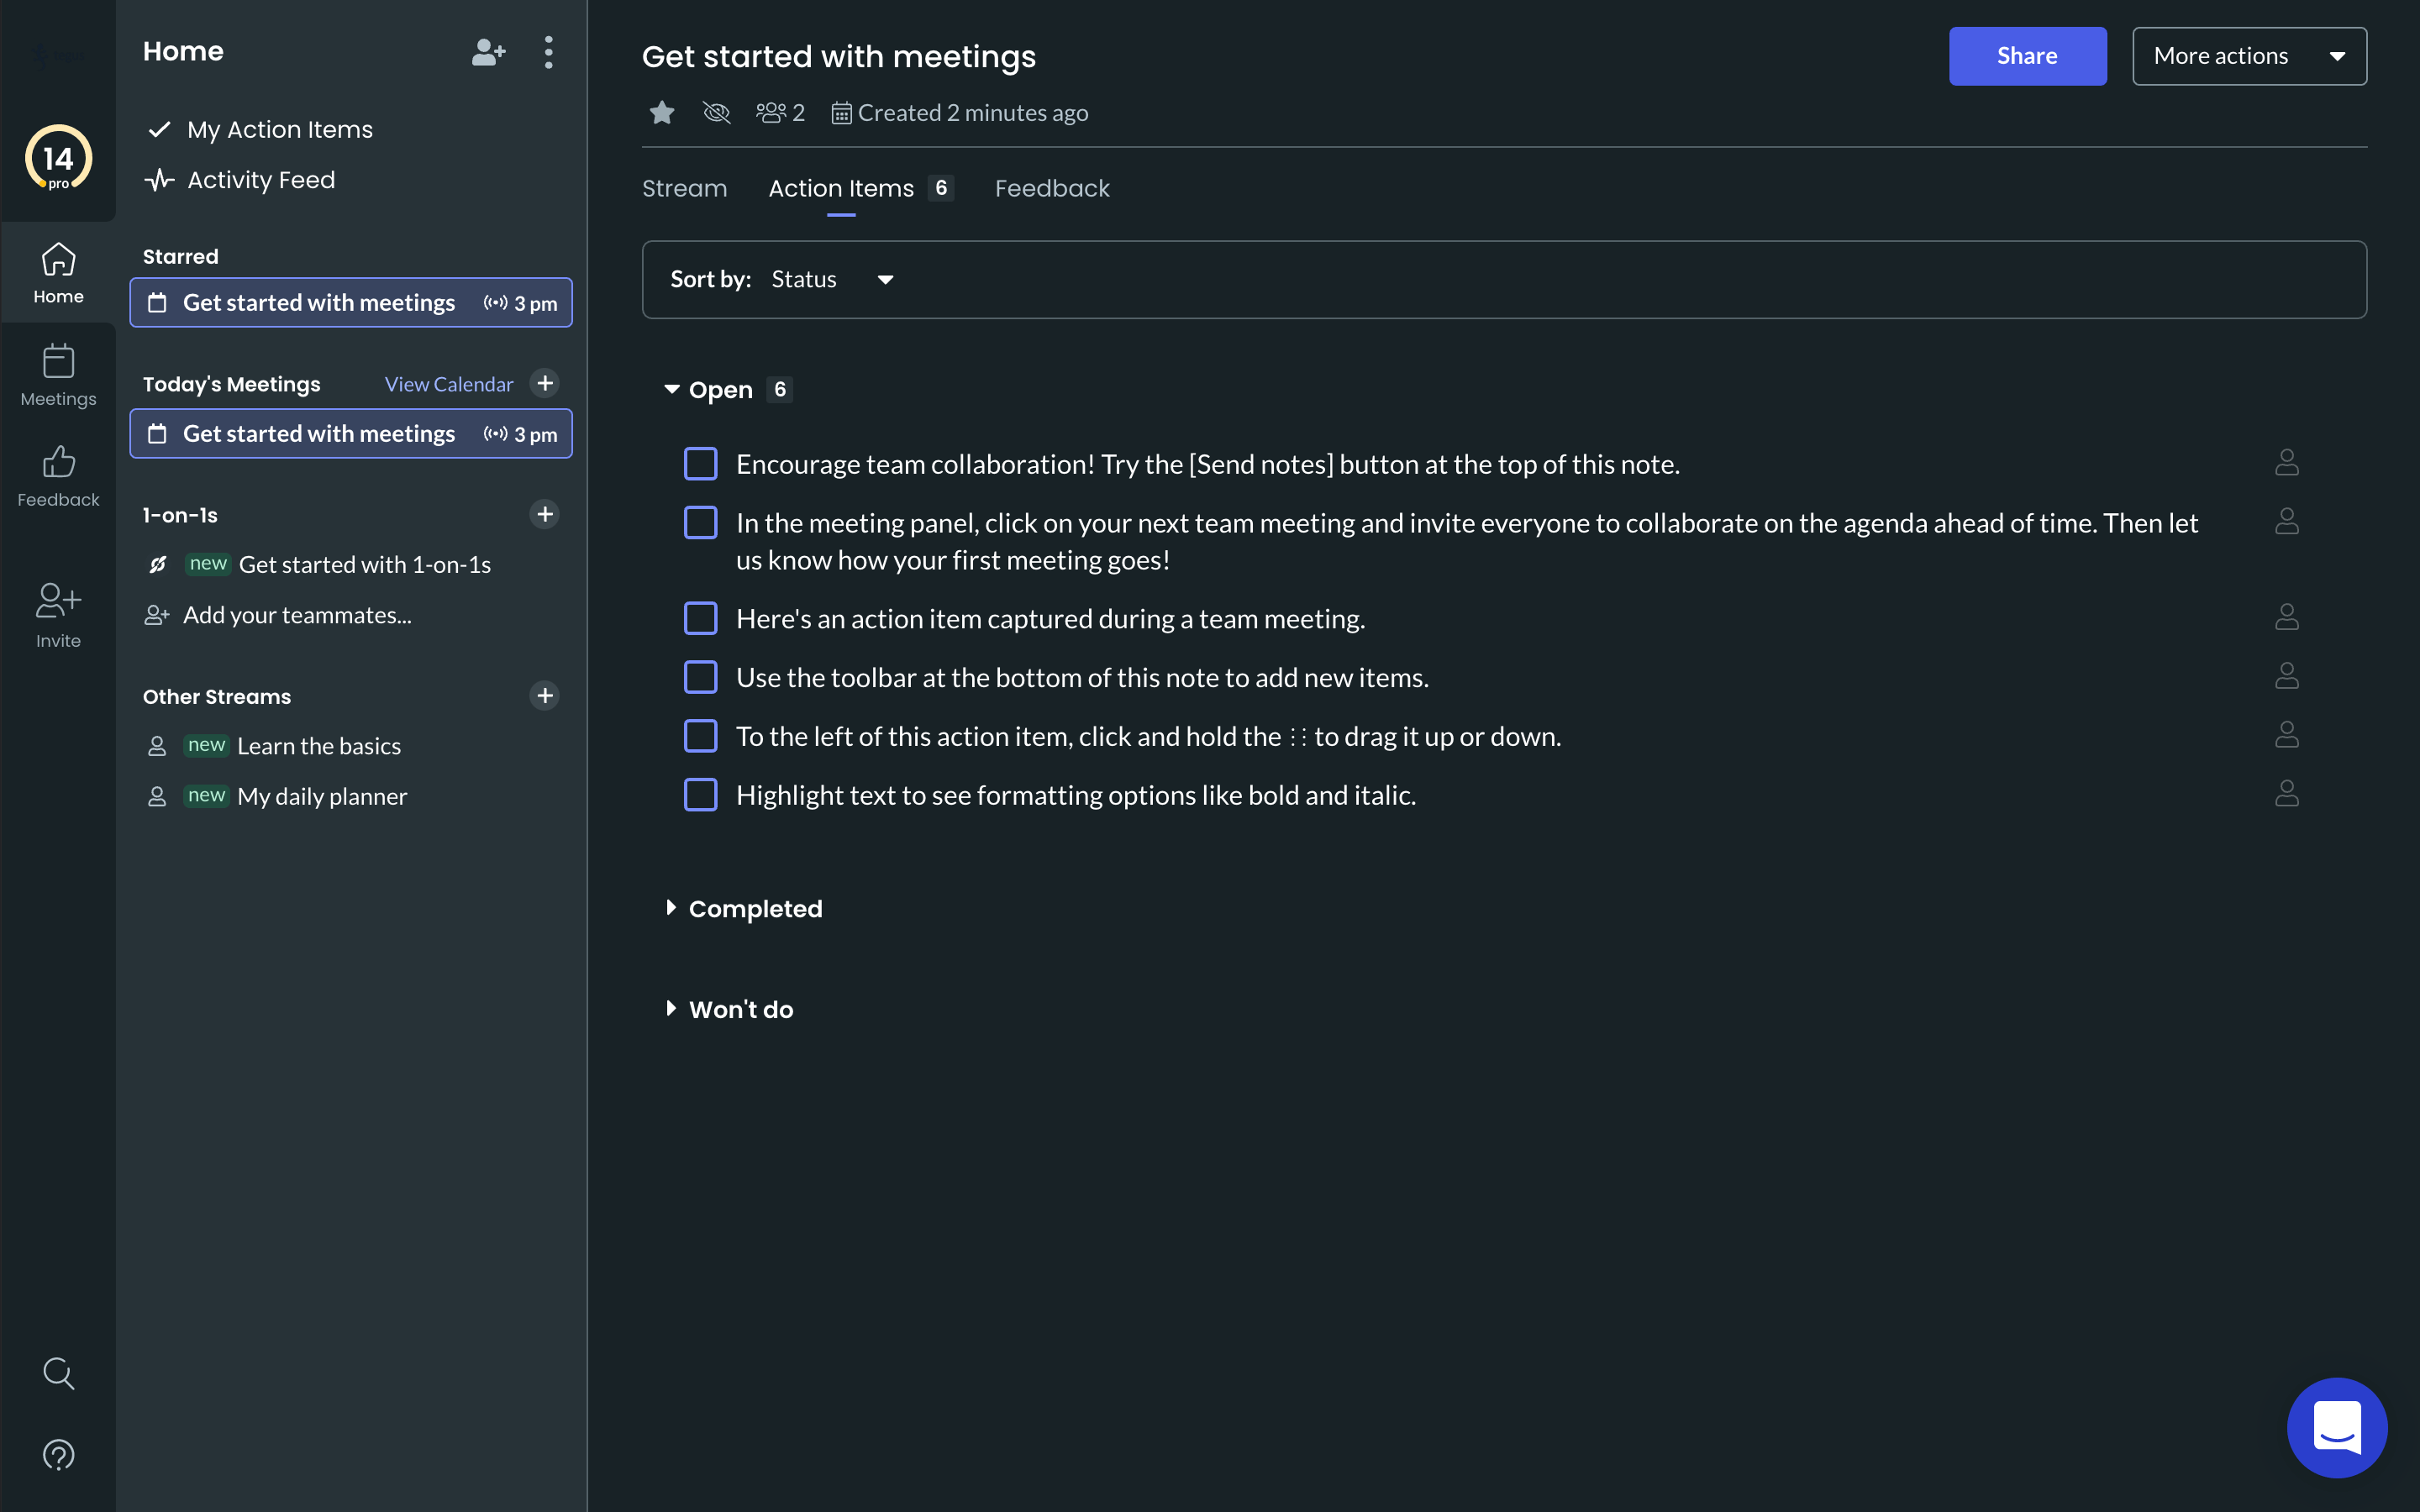 14
pro
Home
Meetings
Feedback
Invite
Home
My Action Items
Activity Feed
Starred
Get started with meetings 3 pm
Today's Meetings View Calendar
Get started with meetings 3 pm
1-on-1s
new Get started with 1-on-1s
Add your teammates...
Other Streams
new Learn the basics
new My daily planner
Get started with meetings
Share
More actions
2 Created 2 minutes ago
Stream Action Items 6 Feedback
Sort by: Status
Open 6
Encourage team collaboration! Try the [Send notes] button at the top of this note.
In the meeting panel, click on your next team meeting and invite everyone to collaborate on the agenda ahead of time. Then let
us know how your first meeting goes!
Here's an action item captured during a team meeting.
Use the toolbar at the bottom of this note to add new items.
To the left of this action item, click and hold the ⋮⋮ to drag it up or down.
Highlight text to see formatting options like bold and italic.
Completed
Won't do